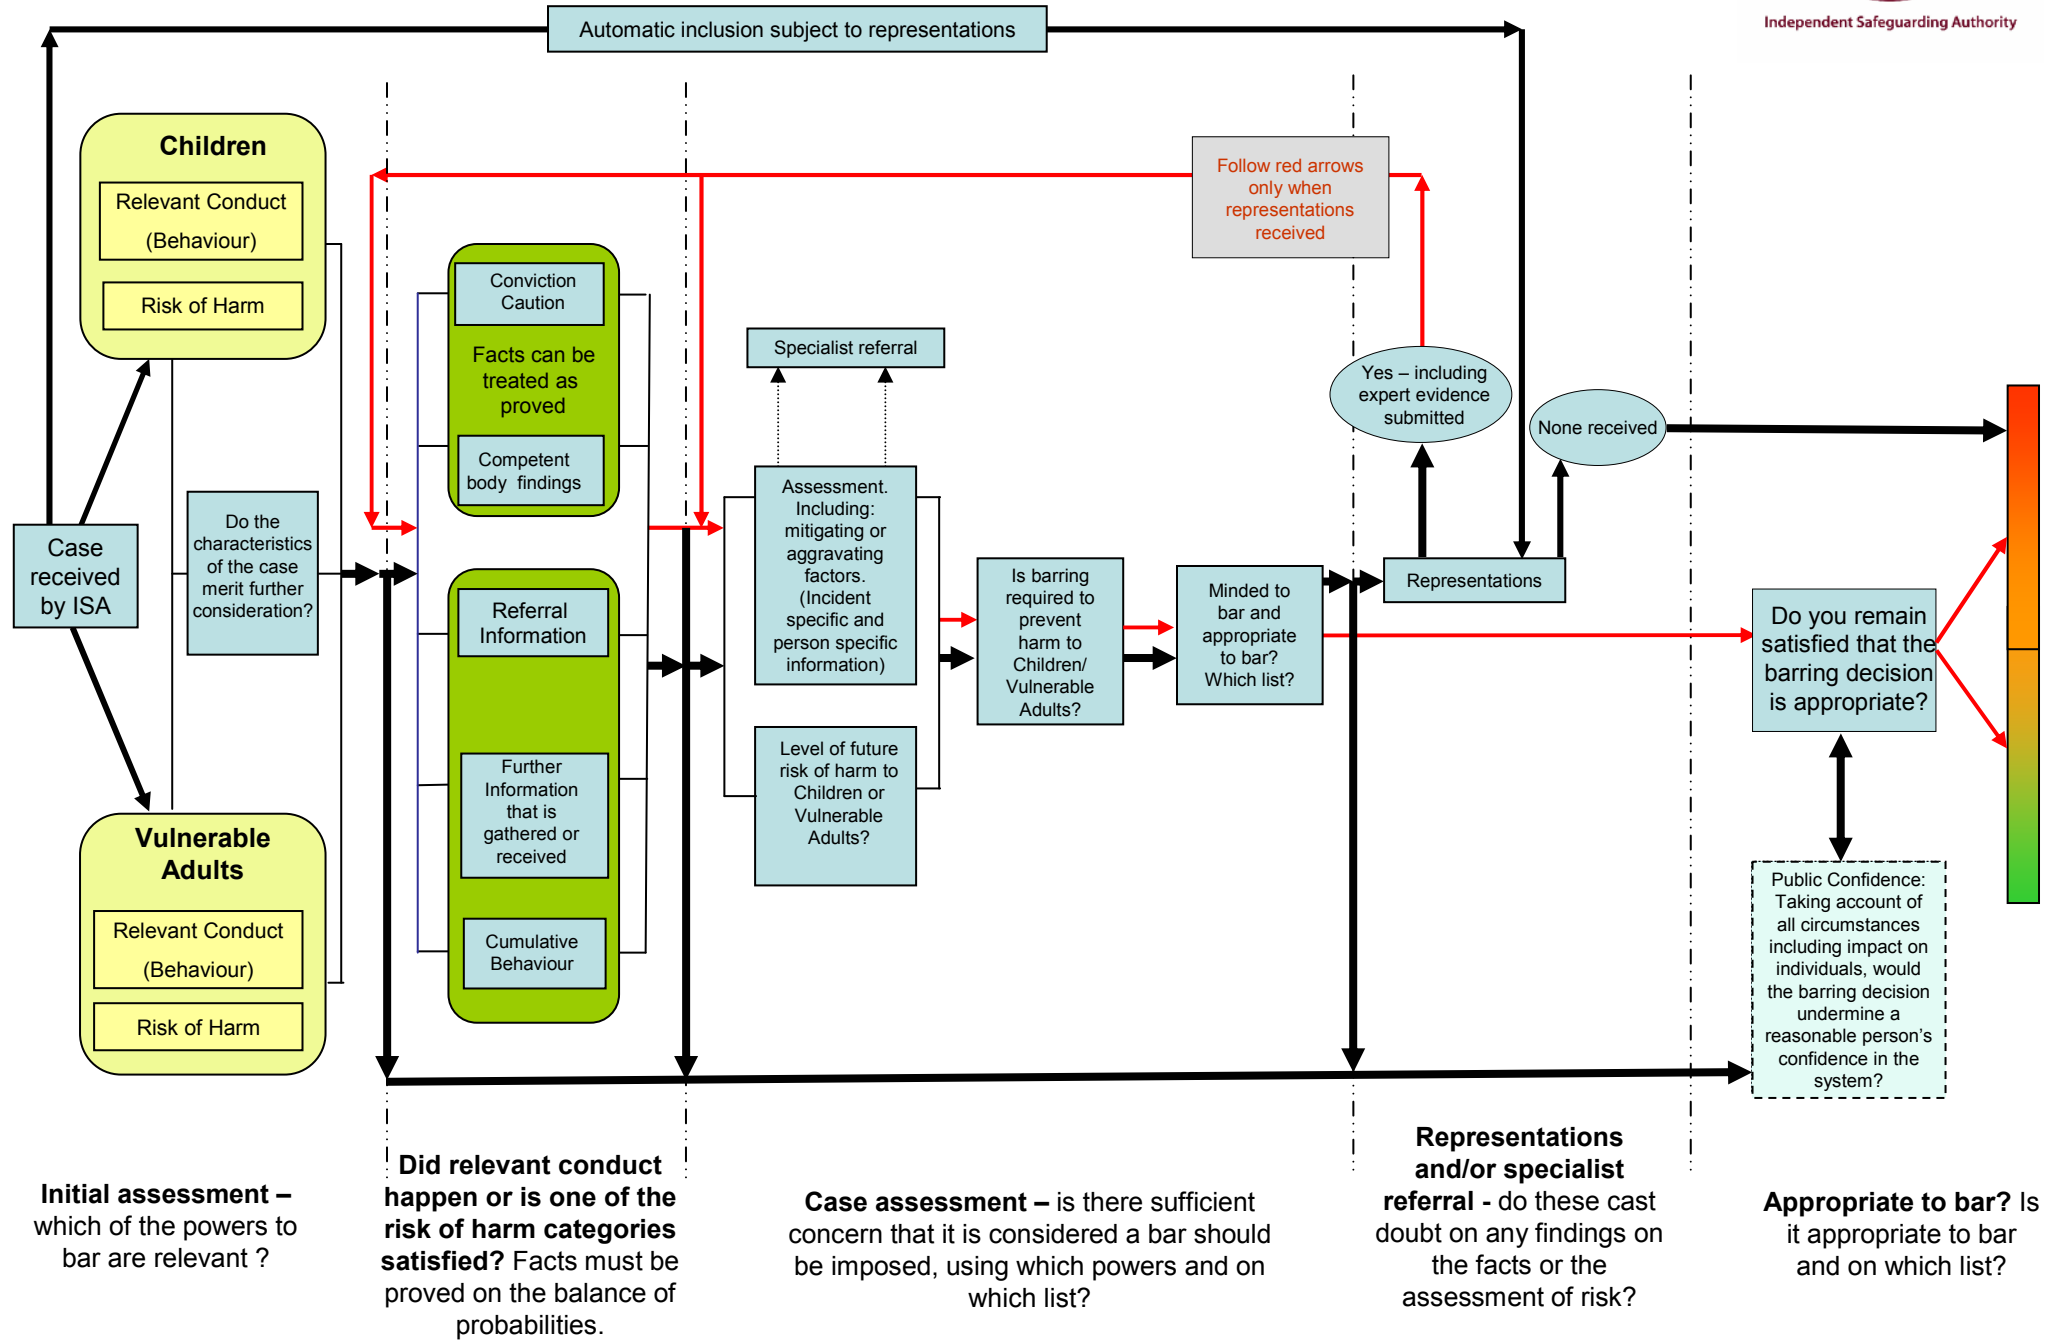 Independent Safeguarding Authority
Automatic inclusion subject to representations
Children
Relevant Conduct
(Behaviour)
Risk of Harm
Case
received
by ISA
Do the
characteristics
of the case
merit further
consideration?
Vulnerable
Adults
Relevant Conduct
(Behaviour)
Risk of Harm
Conviction
Caution
Facts can be
treated as
proved
Competent
body findings
Referral
Information
Further
Information
that is
gathered or
received
Cumulative
Behaviour
Specialist referral
Assessment.
Including:
mitigating or
aggravating
factors.
(Incident
specific and
person specific
information)
Level of future
risk of harm to
Children or
Vulnerable
Adults?
Is barring
required to
prevent
harm to
Children/
Vulnerable
Adults?
Minded to
bar and
appropriate
to bar?
Which list?
Follow red arrows
only when
representations
received
Yes – including
expert evidence
submitted
None received
Representations
Do you remain
satisfied that the
barring decision
is appropriate?
Public Confidence:
Taking account of
all circumstances
including impact on
individuals, would
the barring decision
undermine a
reasonable person's
confidence in the
system?
Initial assessment –
which of the powers to
bar are relevant ?
Did relevant conduct
happen or is one of the
risk of harm categories
satisfied? Facts must be
proved on the balance of
probabilities.
Case assessment – is there sufficient
concern that it is considered a bar should
be imposed, using which powers and on
which list?
Representations
and/or specialist
referral - do these cast
doubt on any findings on
the facts or the
assessment of risk?
Appropriate to bar? Is
it appropriate to bar
and on which list?